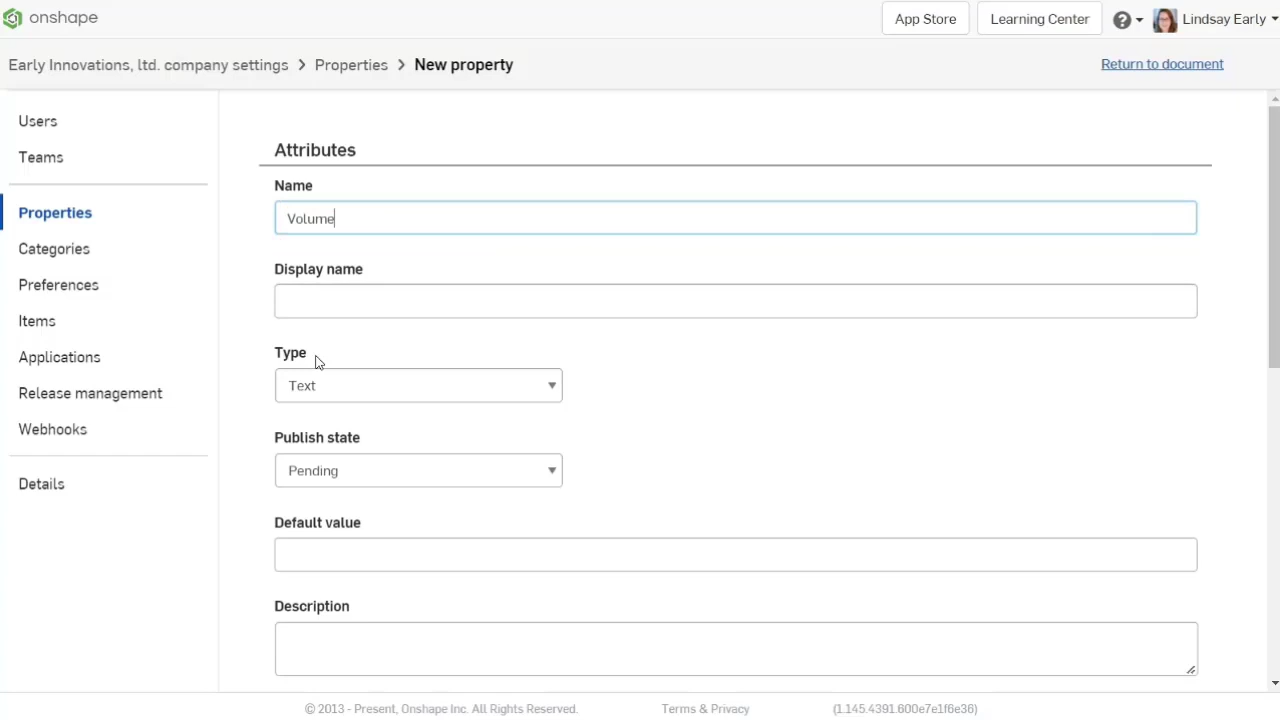 onshape
App Store
Learning Center
?
Lindsay Early
Early Innovations, ltd. company settings > Properties > New property
Return to document
Users
Teams
Properties
Categories
Preferences
Items
Applications
Release management
Webhooks
Details
Attributes
Name
Volume
Display name
Type
Text
Publish state
Pending
Default value
Description
© 2013 - Present, Onshape Inc. All Rights Reserved.
Terms & Privacy
(1.145.4391.600e7e1f6e36)